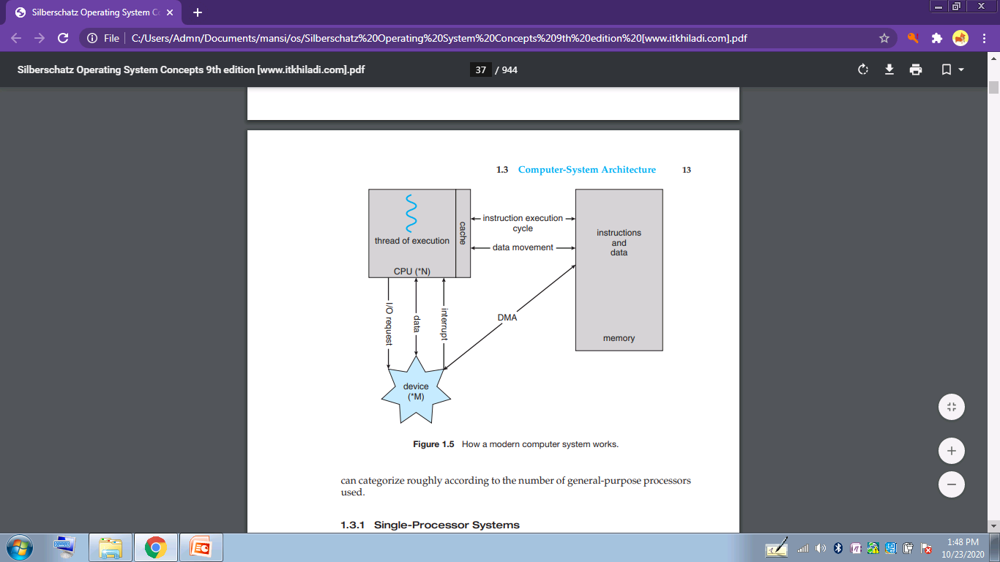 Silberschatz Operating System Co
File
C:/Users/Admn/Documents/mansi/os/Silberschatz%20Operating%20System%20Concepts%209th%20edition%20[www.itkhiladi.com].pdf
Silberschatz Operating System Concepts 9th edition [www.itkhiladi.com].pdf
37 / 944
1.3 Computer-System Architecture 13
thread of execution
cache
CPU (*N)
instruction execution
cycle
data movement
instructions
and
data
memory
I/O request
data
interrupt
DMA
device
(*M)
Figure 1.5 How a modern computer system works.
can categorize roughly according to the number of general-purpose processors
used.
1.3.1 Single-Processor Systems
1:48 PM
10/23/2020